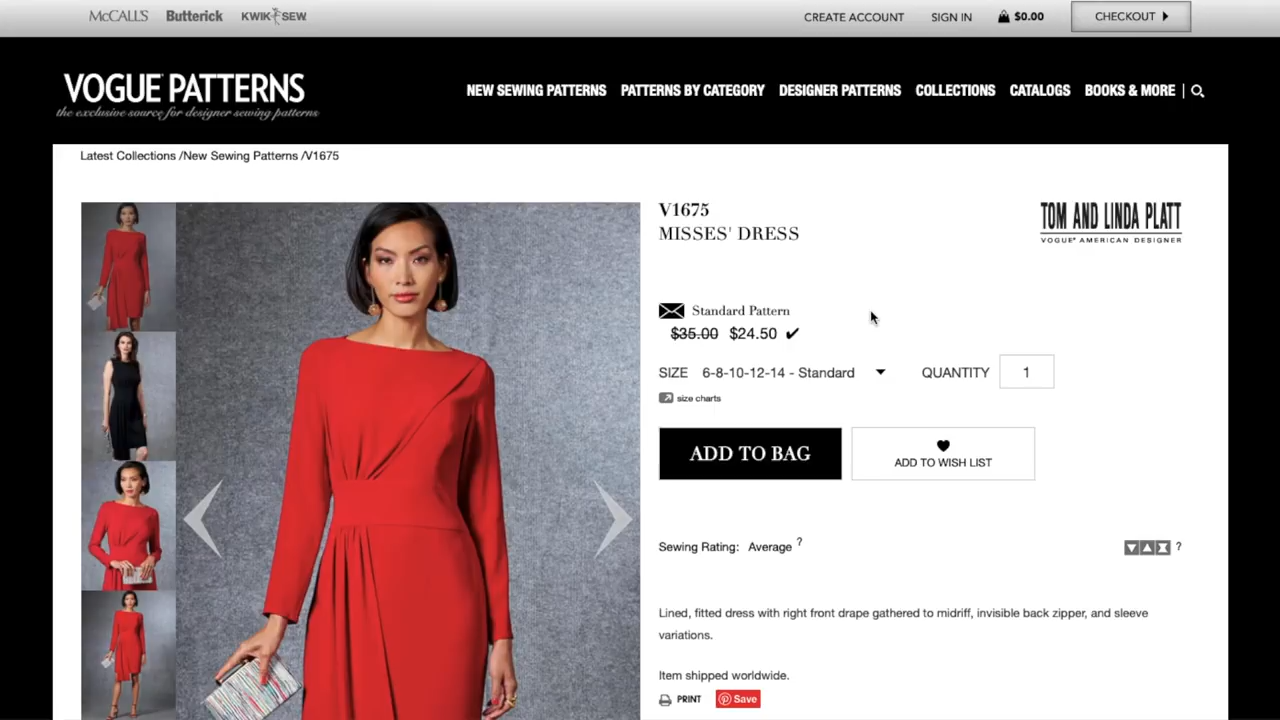 McCALL'S Butterick KWIK SEW CREATE ACCOUNT SIGN IN $0.00 CHECKOUT
VOGUE PATTERNS
the exclusive source for designer sewing patterns
NEW SEWING PATTERNS PATTERNS BY CATEGORY DESIGNER PATTERNS COLLECTIONS CATALOGS BOOKS & MORE
Latest Collections /New Sewing Patterns /V1675
V1675
MISSES' DRESS
TOM AND LINDA PLATT
VOGUE® AMERICAN DESIGNER
Standard Pattern
$35.00 $24.50 ✔
SIZE 6-8-10-12-14 - Standard QUANTITY 1
size charts
ADD TO BAG
ADD TO WISH LIST
Sewing Rating: Average ? ?
Lined, fitted dress with right front drape gathered to midriff, invisible back zipper, and sleeve
variations.
Item shipped worldwide.
PRINT Save